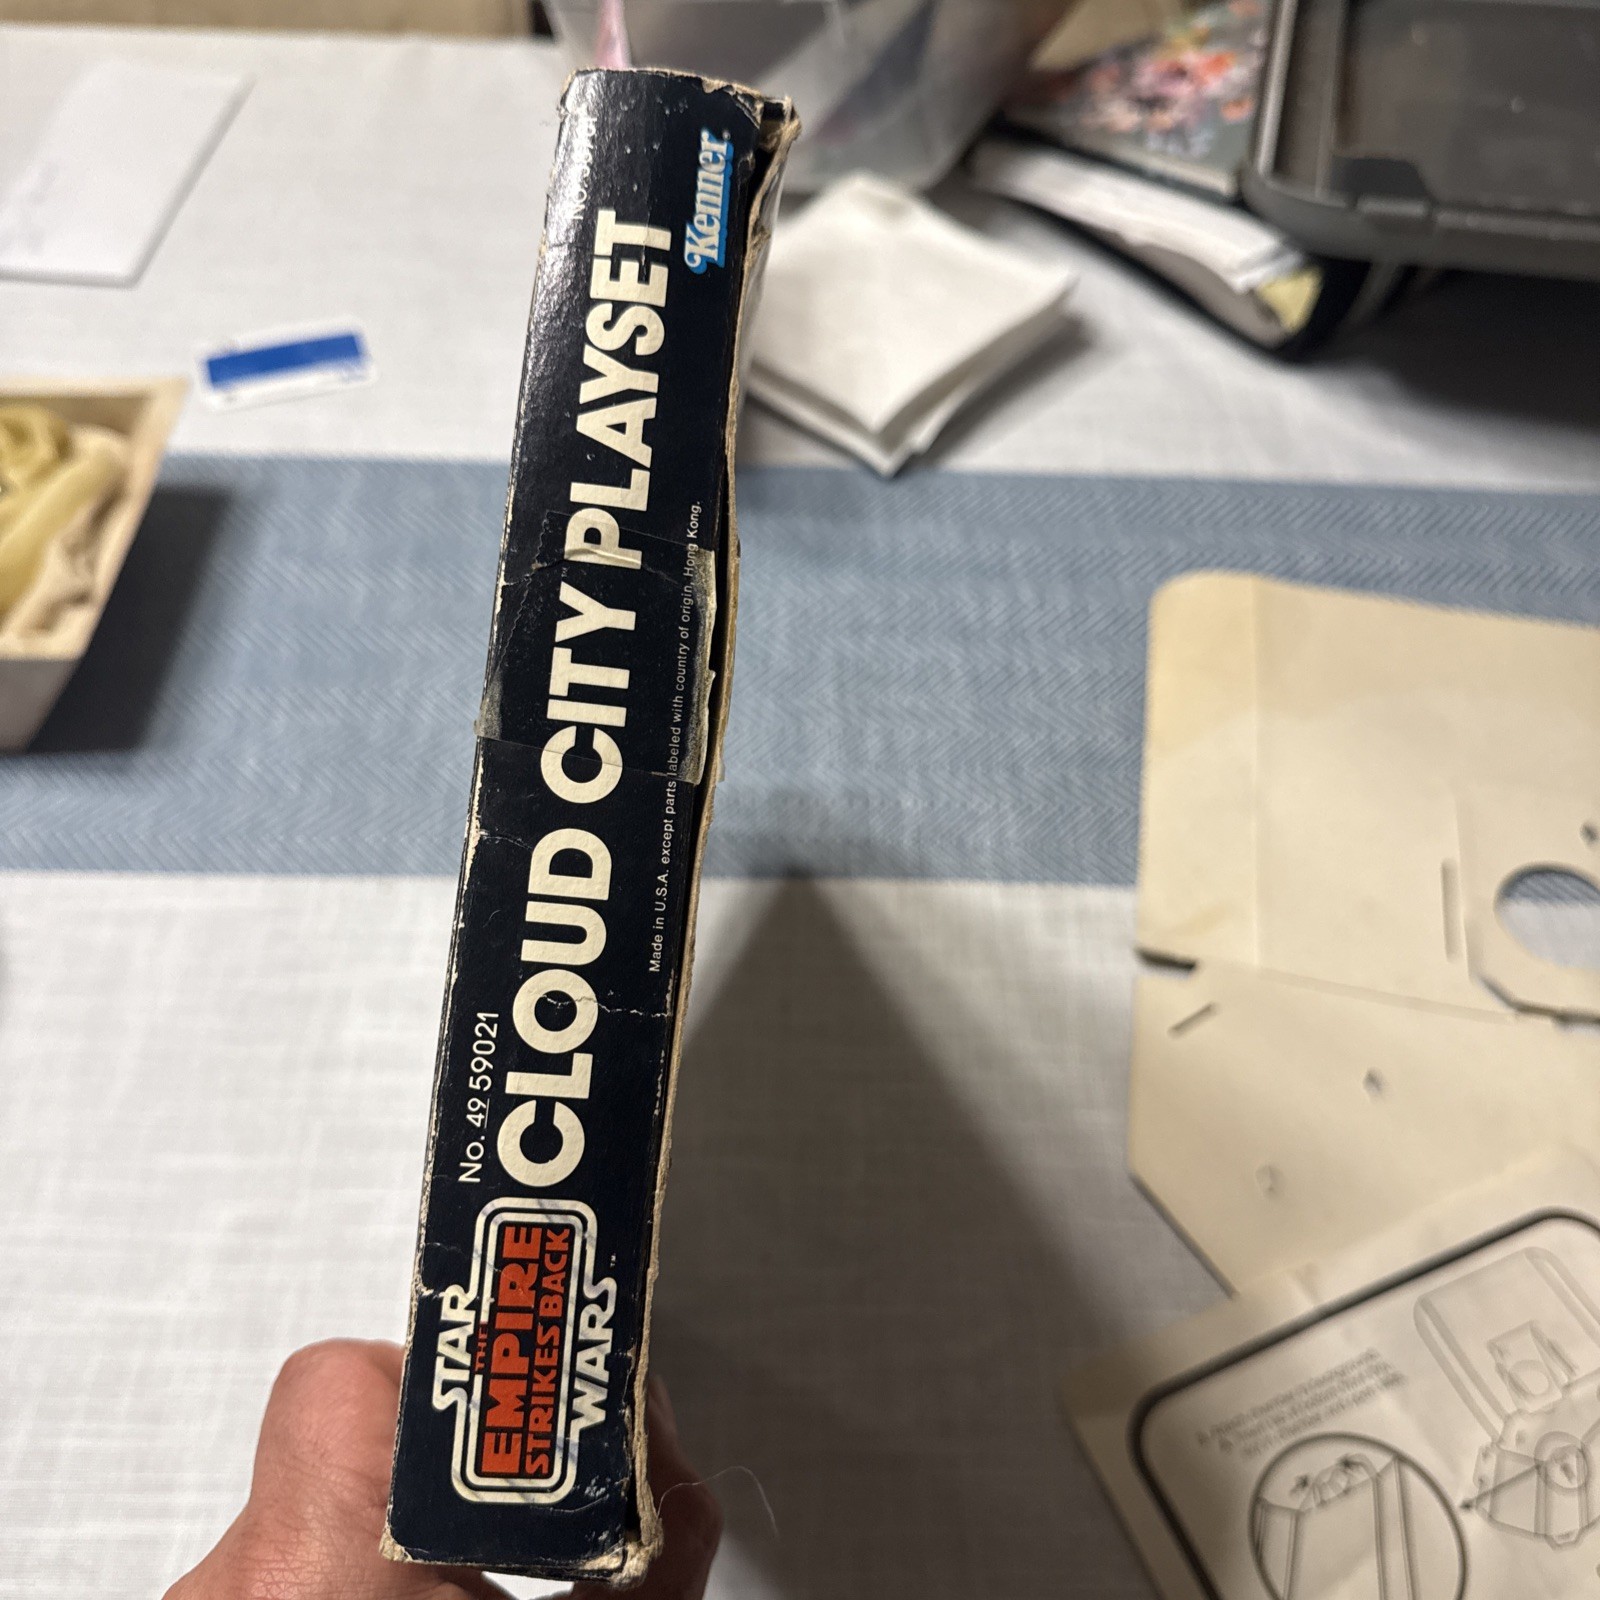 No. 49 59021
CLOUD CITY PLAYSET
Kenner
Made in U.S.A. except parts labeled with country of origin, Hong Kong.
STAR
THE
EMPIRE
STRIKES BACK
WARS™